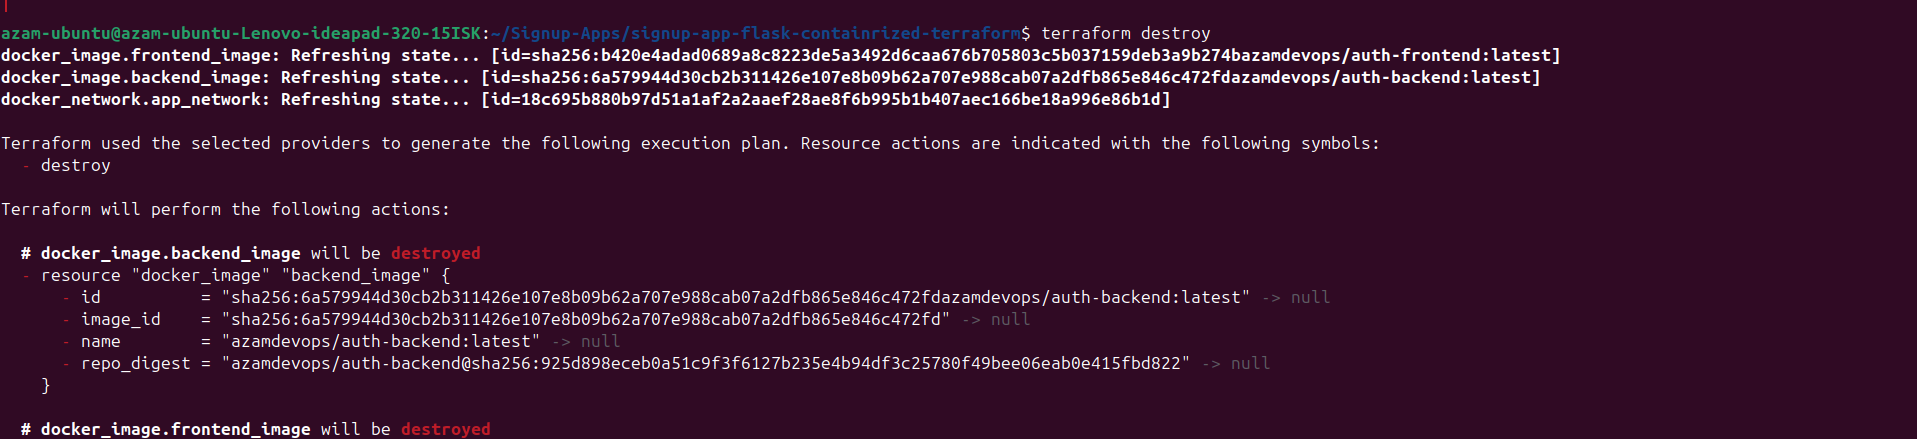 azam-ubuntu@azam-ubuntu-Lenovo-ideapad-320-15ISK:~/Signup-Apps/signup-app-flask-containrized-terraform$ terraform destroy
docker_image.frontend_image: Refreshing state... [id=sha256:b420e4adad0689a8c8223de5a3492d6caa676b705803c5b037159deb3a9b274bazamdevops/auth-frontend:latest]
docker_image.backend_image: Refreshing state... [id=sha256:6a579944d30cb2b311426e107e8b09b62a707e988cab07a2dfb865e846c472fdazamdevops/auth-backend:latest]
docker_network.app_network: Refreshing state... [id=18c695b880b97d51a1af2a2aaef28ae8f6b995b1b407aec166be18a996e86b1d]
Terraform used the selected providers to generate the following execution plan. Resource actions are indicated with the following symbols:
- destroy
Terraform will perform the following actions:
# docker_image.backend_image will be destroyed
- resource "docker_image" "backend_image" {
- id          = "sha256:6a579944d30cb2b311426e107e8b09b62a707e988cab07a2dfb865e846c472fdazamdevops/auth-backend:latest" -> null
- image_id    = "sha256:6a579944d30cb2b311426e107e8b09b62a707e988cab07a2dfb865e846c472fd" -> null
- name        = "azamdevops/auth-backend:latest" -> null
- repo_digest = "azamdevops/auth-backend@sha256:925d898eceb0a51c9f3f6127b235e4b94df3c25780f49bee06eab0e415fbd822" -> null
}
# docker_image.frontend_image will be destroyed